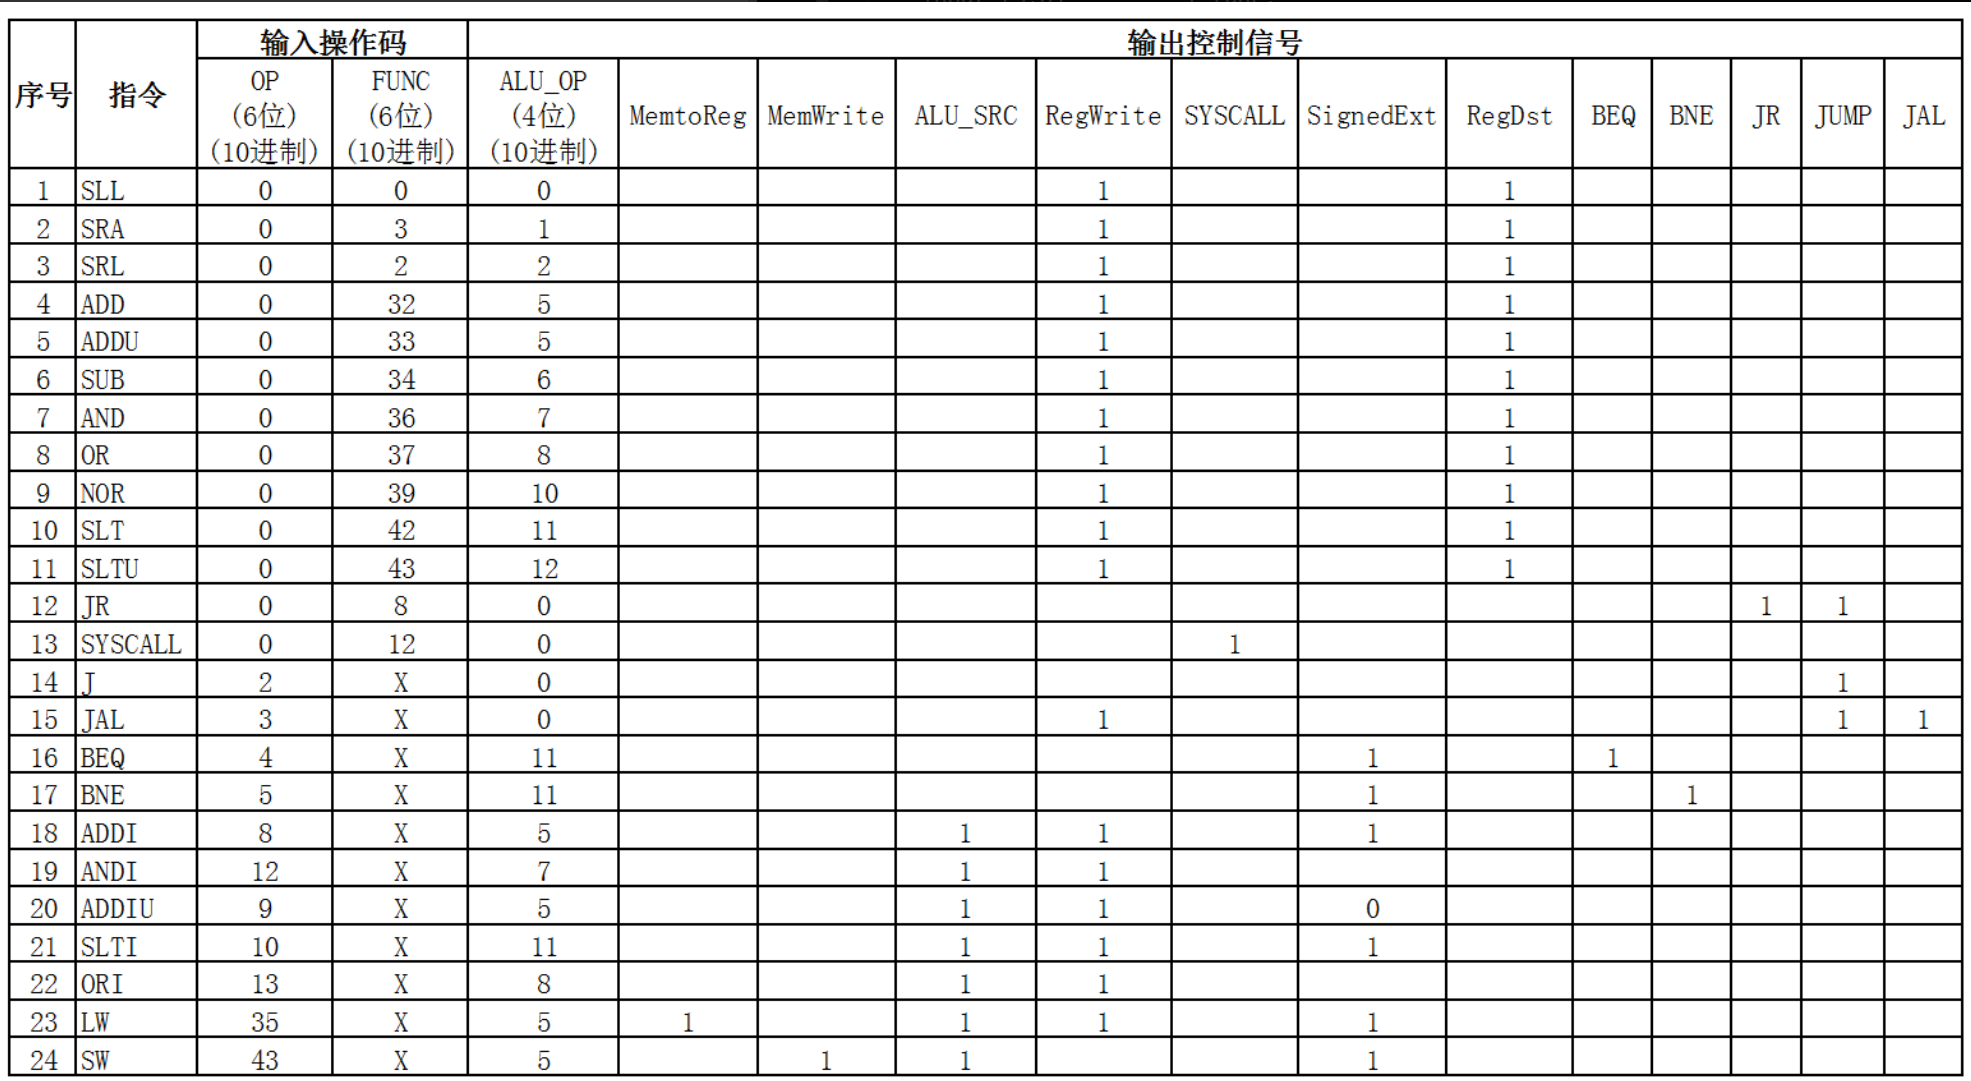 序号 指令 输入操作码 输出控制信号
OP (6位) (10进制) FUNC (6位) (10进制) ALU_OP (4位) (10进制) MemtoReg MemWrite ALU_SRC RegWrite SYSCALL SignedExt RegDst BEQ BNE JR JUMP JAL
1 SLL 0 0 0 1 1
2 SRA 0 3 1 1 1
3 SRL 0 2 2 1 1
4 ADD 0 32 5 1 1
5 ADDU 0 33 5 1 1
6 SUB 0 34 6 1 1
7 AND 0 36 7 1 1
8 OR 0 37 8 1 1
9 NOR 0 39 10 1 1
10 SLT 0 42 11 1 1
11 SLTU 0 43 12 1 1
12 JR 0 8 0 1 1
13 SYSCALL 0 12 0 1
14 J 2 X 0 1
15 JAL 3 X 0 1 1 1
16 BEQ 4 X 11 1 1
17 BNE 5 X 11 1 1
18 ADDI 8 X 5 1 1 1
19 ANDI 12 X 7 1 1
20 ADDIU 9 X 5 1 1 0
21 SLTI 10 X 11 1 1 1
22 ORI 13 X 8 1 1
23 LW 35 X 5 1 1 1 1
24 SW 43 X 5 1 1 1